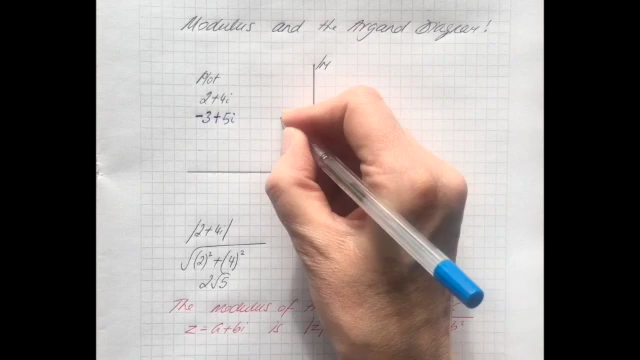 Modulus and the Argand Diagram!
Im
Plot
2+4i
-3+5i
|2+4i|
√(2)²+(4)²
2√5
The modulus of
z=a+bi is |z|
b²